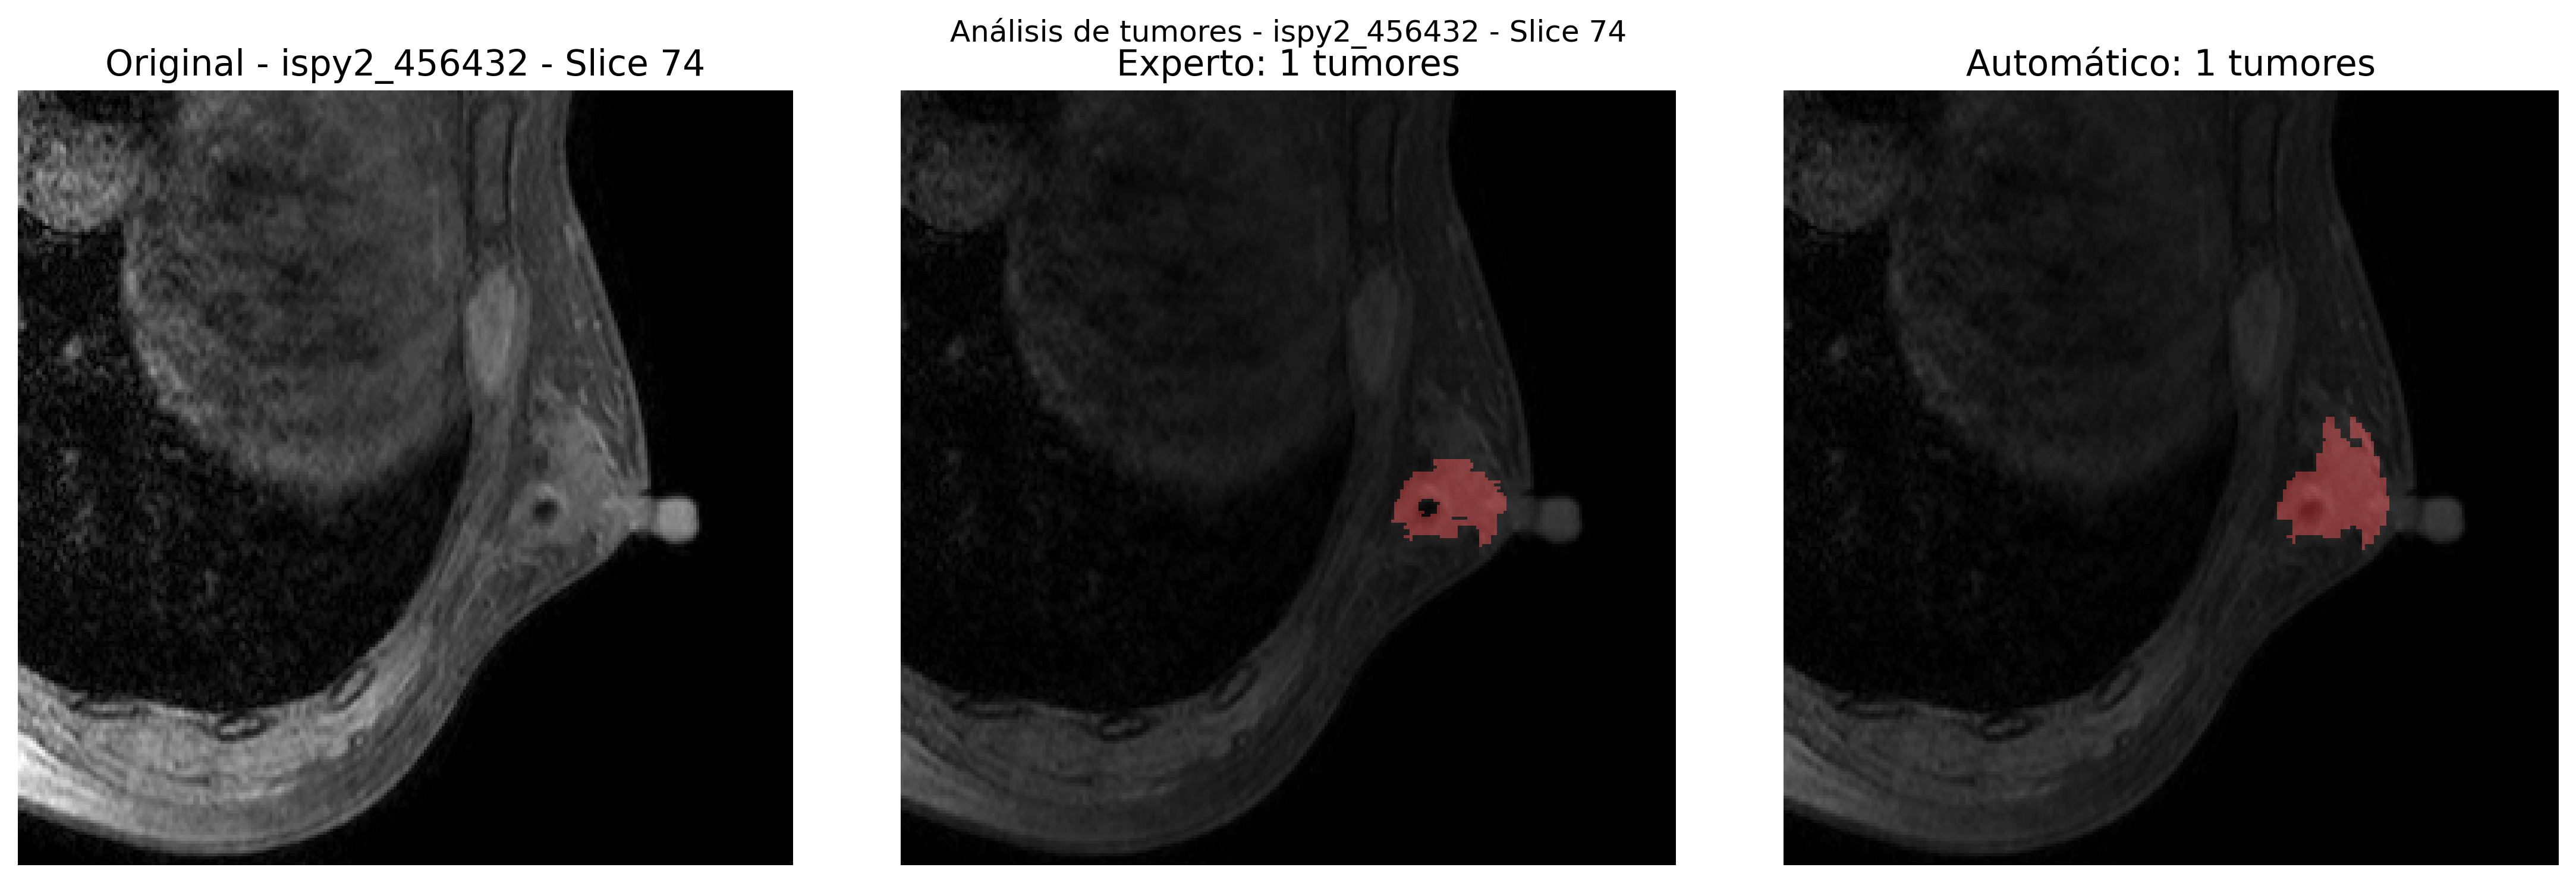 Análisis de tumores - ispy2_456432 - Slice 74
Original - ispy2_456432 - Slice 74
Experto: 1 tumores
Automático: 1 tumores